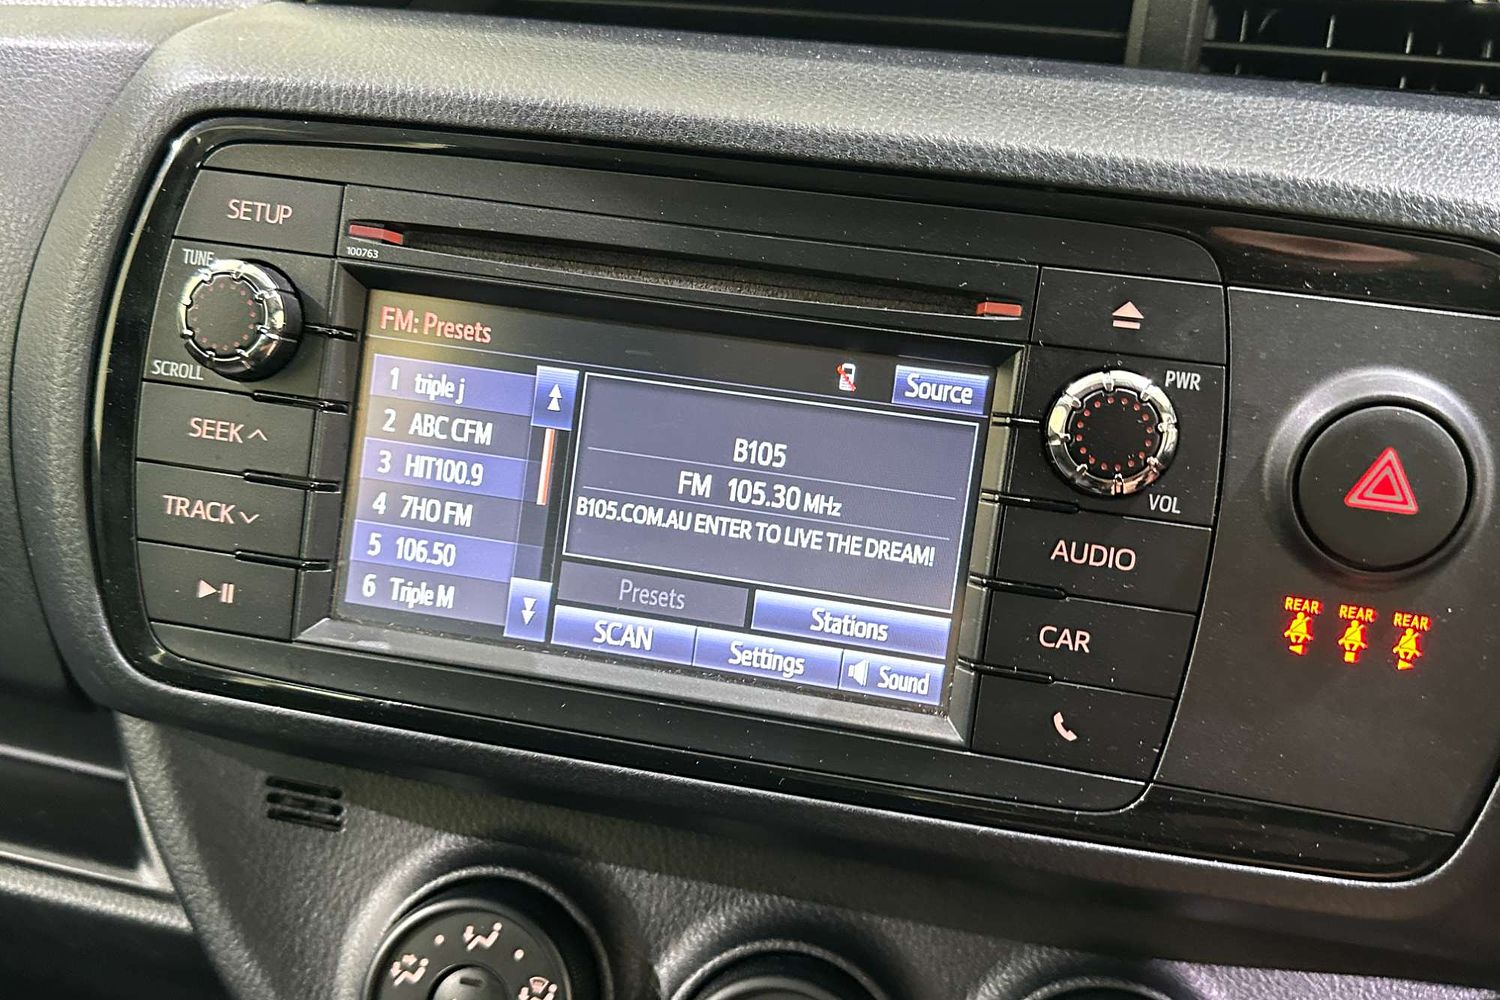 SETUP
TUNE
SCROLL
SEEK
TRACK
100763
FM: Presets
Source
1 triple j
2 ABC CFM
3 HIT100.9
4 7HO FM
5 106.50
6 Triple M
B105
FM 105.30 MHz
B105.COM.AU ENTER TO LIVE THE DREAM!
Presets
Stations
SCAN
Settings
Sound
PWR
VOL
AUDIO
CAR
REAR
REAR
REAR